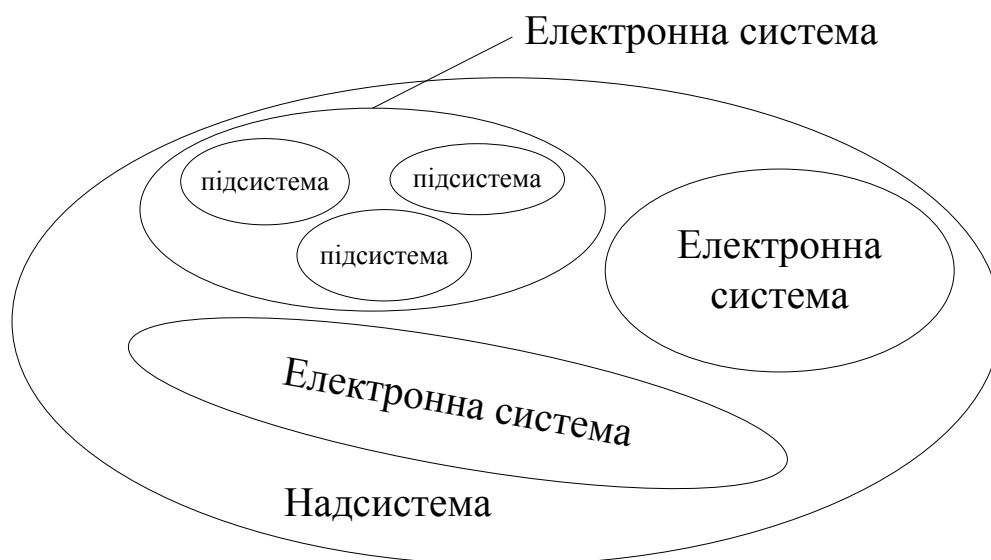 Електронна система
підсистема
підсистема
підсистема
Електронна
система
Електронна система
Надсистема